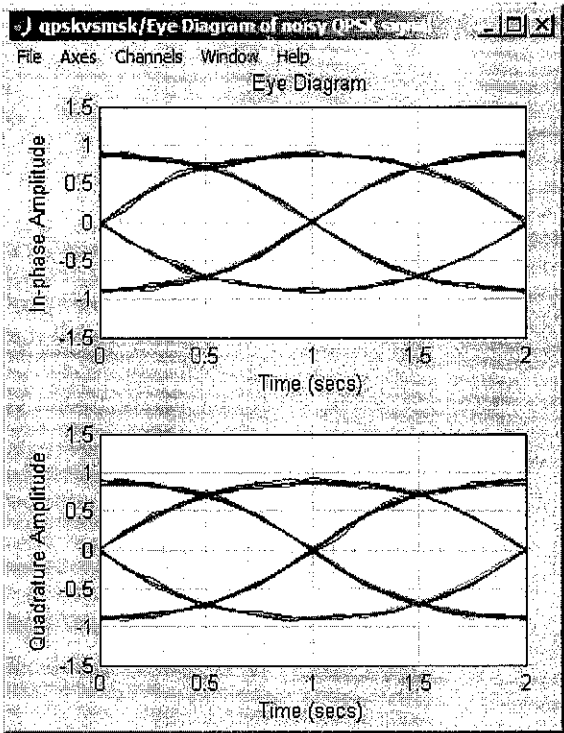 qpskvsmsk/Eye Diagram of noisy QPSK signal
File Axes Channels Window Help
Eye Diagram
In-phase Amplitude
1.5
1
0.5
0
-0.5
-1
-1.5
0 0.5 1 1.5 2
Time (secs)
Quadrature Amplitude
1.5
1
0.5
0
-0.5
-1
-1.5
0 0.5 1 1.5 2
Time (secs)